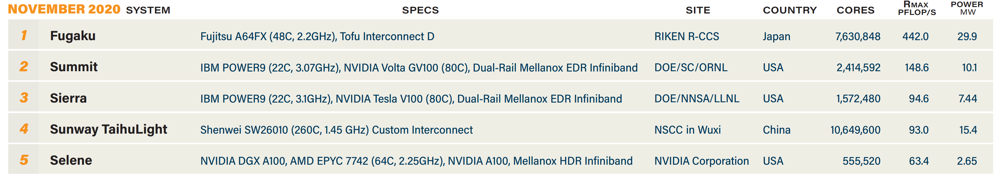 NOVEMBER 2020 SYSTEM SPECS SITE COUNTRY CORES RMAX PFLOP/S POWER MW
1 Fugaku Fujitsu A64FX (48C, 2.2GHz), Tofu Interconnect D RIKEN R-CCS Japan 7,630,848 442.0 29.9
2 Summit IBM POWER9 (22C, 3.07GHz), NVIDIA Volta GV100 (80C), Dual-Rail Mellanox EDR Infiniband DOE/SC/ORNL USA 2,414,592 148.6 10.1
3 Sierra IBM POWER9 (22C, 3.1GHz), NVIDIA Tesla V100 (80C), Dual-Rail Mellanox EDR Infiniband DOE/NNSA/LLNL USA 1,572,480 94.6 7.44
4 Sunway TaihuLight Shenwei SW26010 (260C, 1.45 GHz) Custom Interconnect NSCC in Wuxi China 10,649,600 93.0 15.4
5 Selene NVIDIA DGX A100, AMD EPYC 7742 (64C, 2.25GHz), NVIDIA A100, Mellanox HDR Infiniband NVIDIA Corporation USA 555,520 63.4 2.65